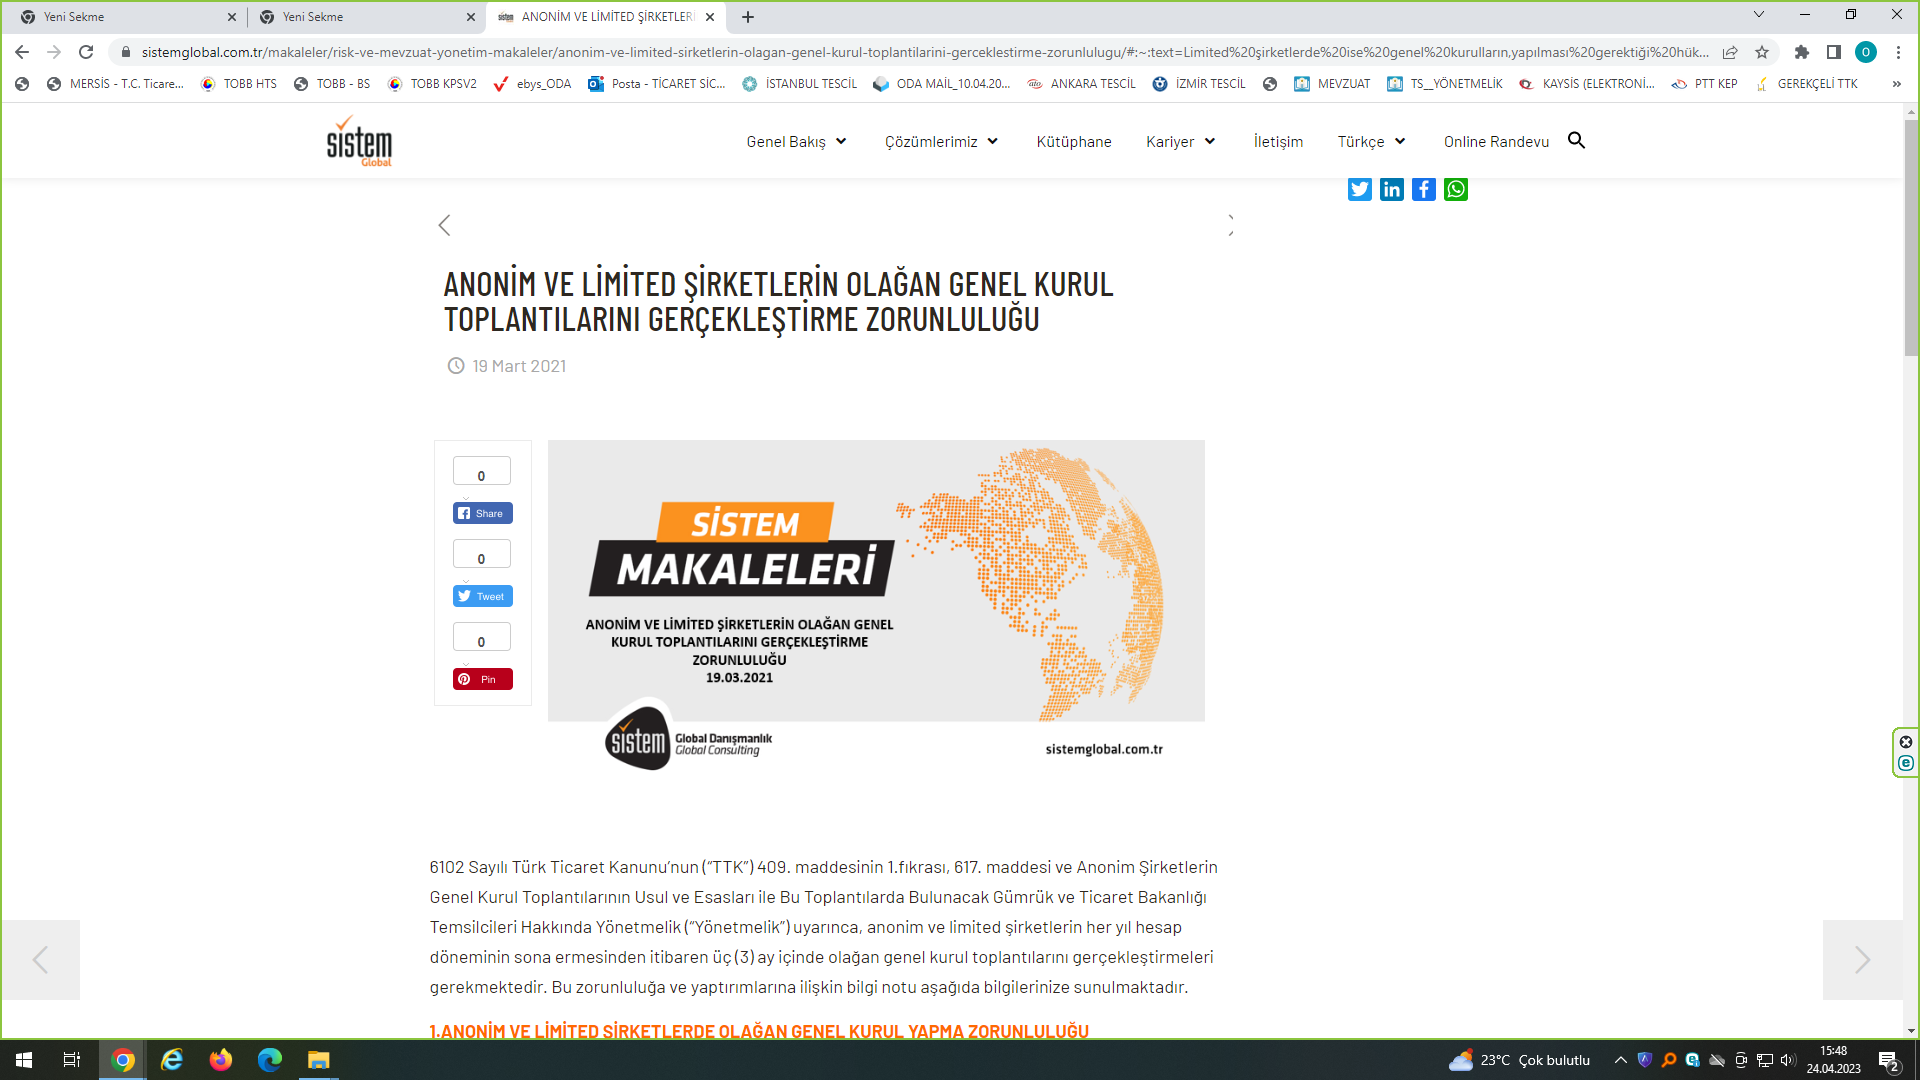 Yeni Sekme
Yeni Sekme
ANONİM VE LİMİTED ŞİRKETLERİ
sistemglobal.com.tr/makaleler/risk-ve-mevzuat-yonetim-makaleler/anonim-ve-limited-sirketlerin-olagan-genel-kurul-toplantilarini-gerceklestirme-zorunlulugu/#:~:text=Limited%20şirketlerde%20ise%20genel%20kurulların,yapılması%20gerektiği%20hük...
O
MERSİS - T.C. Ticare...
TOBB HTS
TOBB - BS
TOBB KPSV2
ebys_ODA
Posta - TİCARET SİC...
İSTANBUL TESCİL
ODA MAİL_10.04.20...
ANKARA TESCİL
İZMİR TESCİL
MEVZUAT
TS__YÖNETMELİK
KAYSİS (ELEKTRONİ...
PTT KEP
GEREKÇELİ TTK
»
sistem
Global
Genel Bakış
Çözümlerimiz
Kütüphane
Kariyer
İletişim
Türkçe
Online Randevu
ANONİM VE LİMİTED ŞİRKETLERİN OLAĞAN GENEL KURUL
TOPLANTILARINI GERÇEKLEŞTİRME ZORUNLULUĞU
19 Mart 2021
0
Share
0
Tweet
0
Pin
SİSTEM
MAKALELERİ
ANONİM VE LİMİTED ŞİRKETLERİN OLAĞAN GENEL
KURUL TOPLANTILARINI GERÇEKLEŞTİRME
ZORUNLULUĞU
19.03.2021
sistem
Global Danışmanlık
Global Consulting
sistemglobal.com.tr
6102 Sayılı Türk Ticaret Kanunu’nun (“TTK”) 409. maddesinin 1.fıkrası, 617. maddesi ve Anonim Şirketlerin
Genel Kurul Toplantılarının Usul ve Esasları ile Bu Toplantılarda Bulunacak Gümrük ve Ticaret Bakanlığı
Temsilcileri Hakkında Yönetmelik (“Yönetmelik”) uyarınca, anonim ve limited şirketlerin her yıl hesap
döneminin sona ermesinden itibaren üç (3) ay içinde olağan genel kurul toplantılarını gerçekleştirmeleri
gerekmektedir. Bu zorunluluğa ve yaptırımlarına ilişkin bilgi notu aşağıda bilgilerinize sunulmaktadır.
1.ANONİM VE LİMİTED ŞİRKETLERDE OLAĞAN GENEL KURUL YAPMA ZORUNLULUĞU
23°C Çok bulutlu
15:48
24.04.2023
2